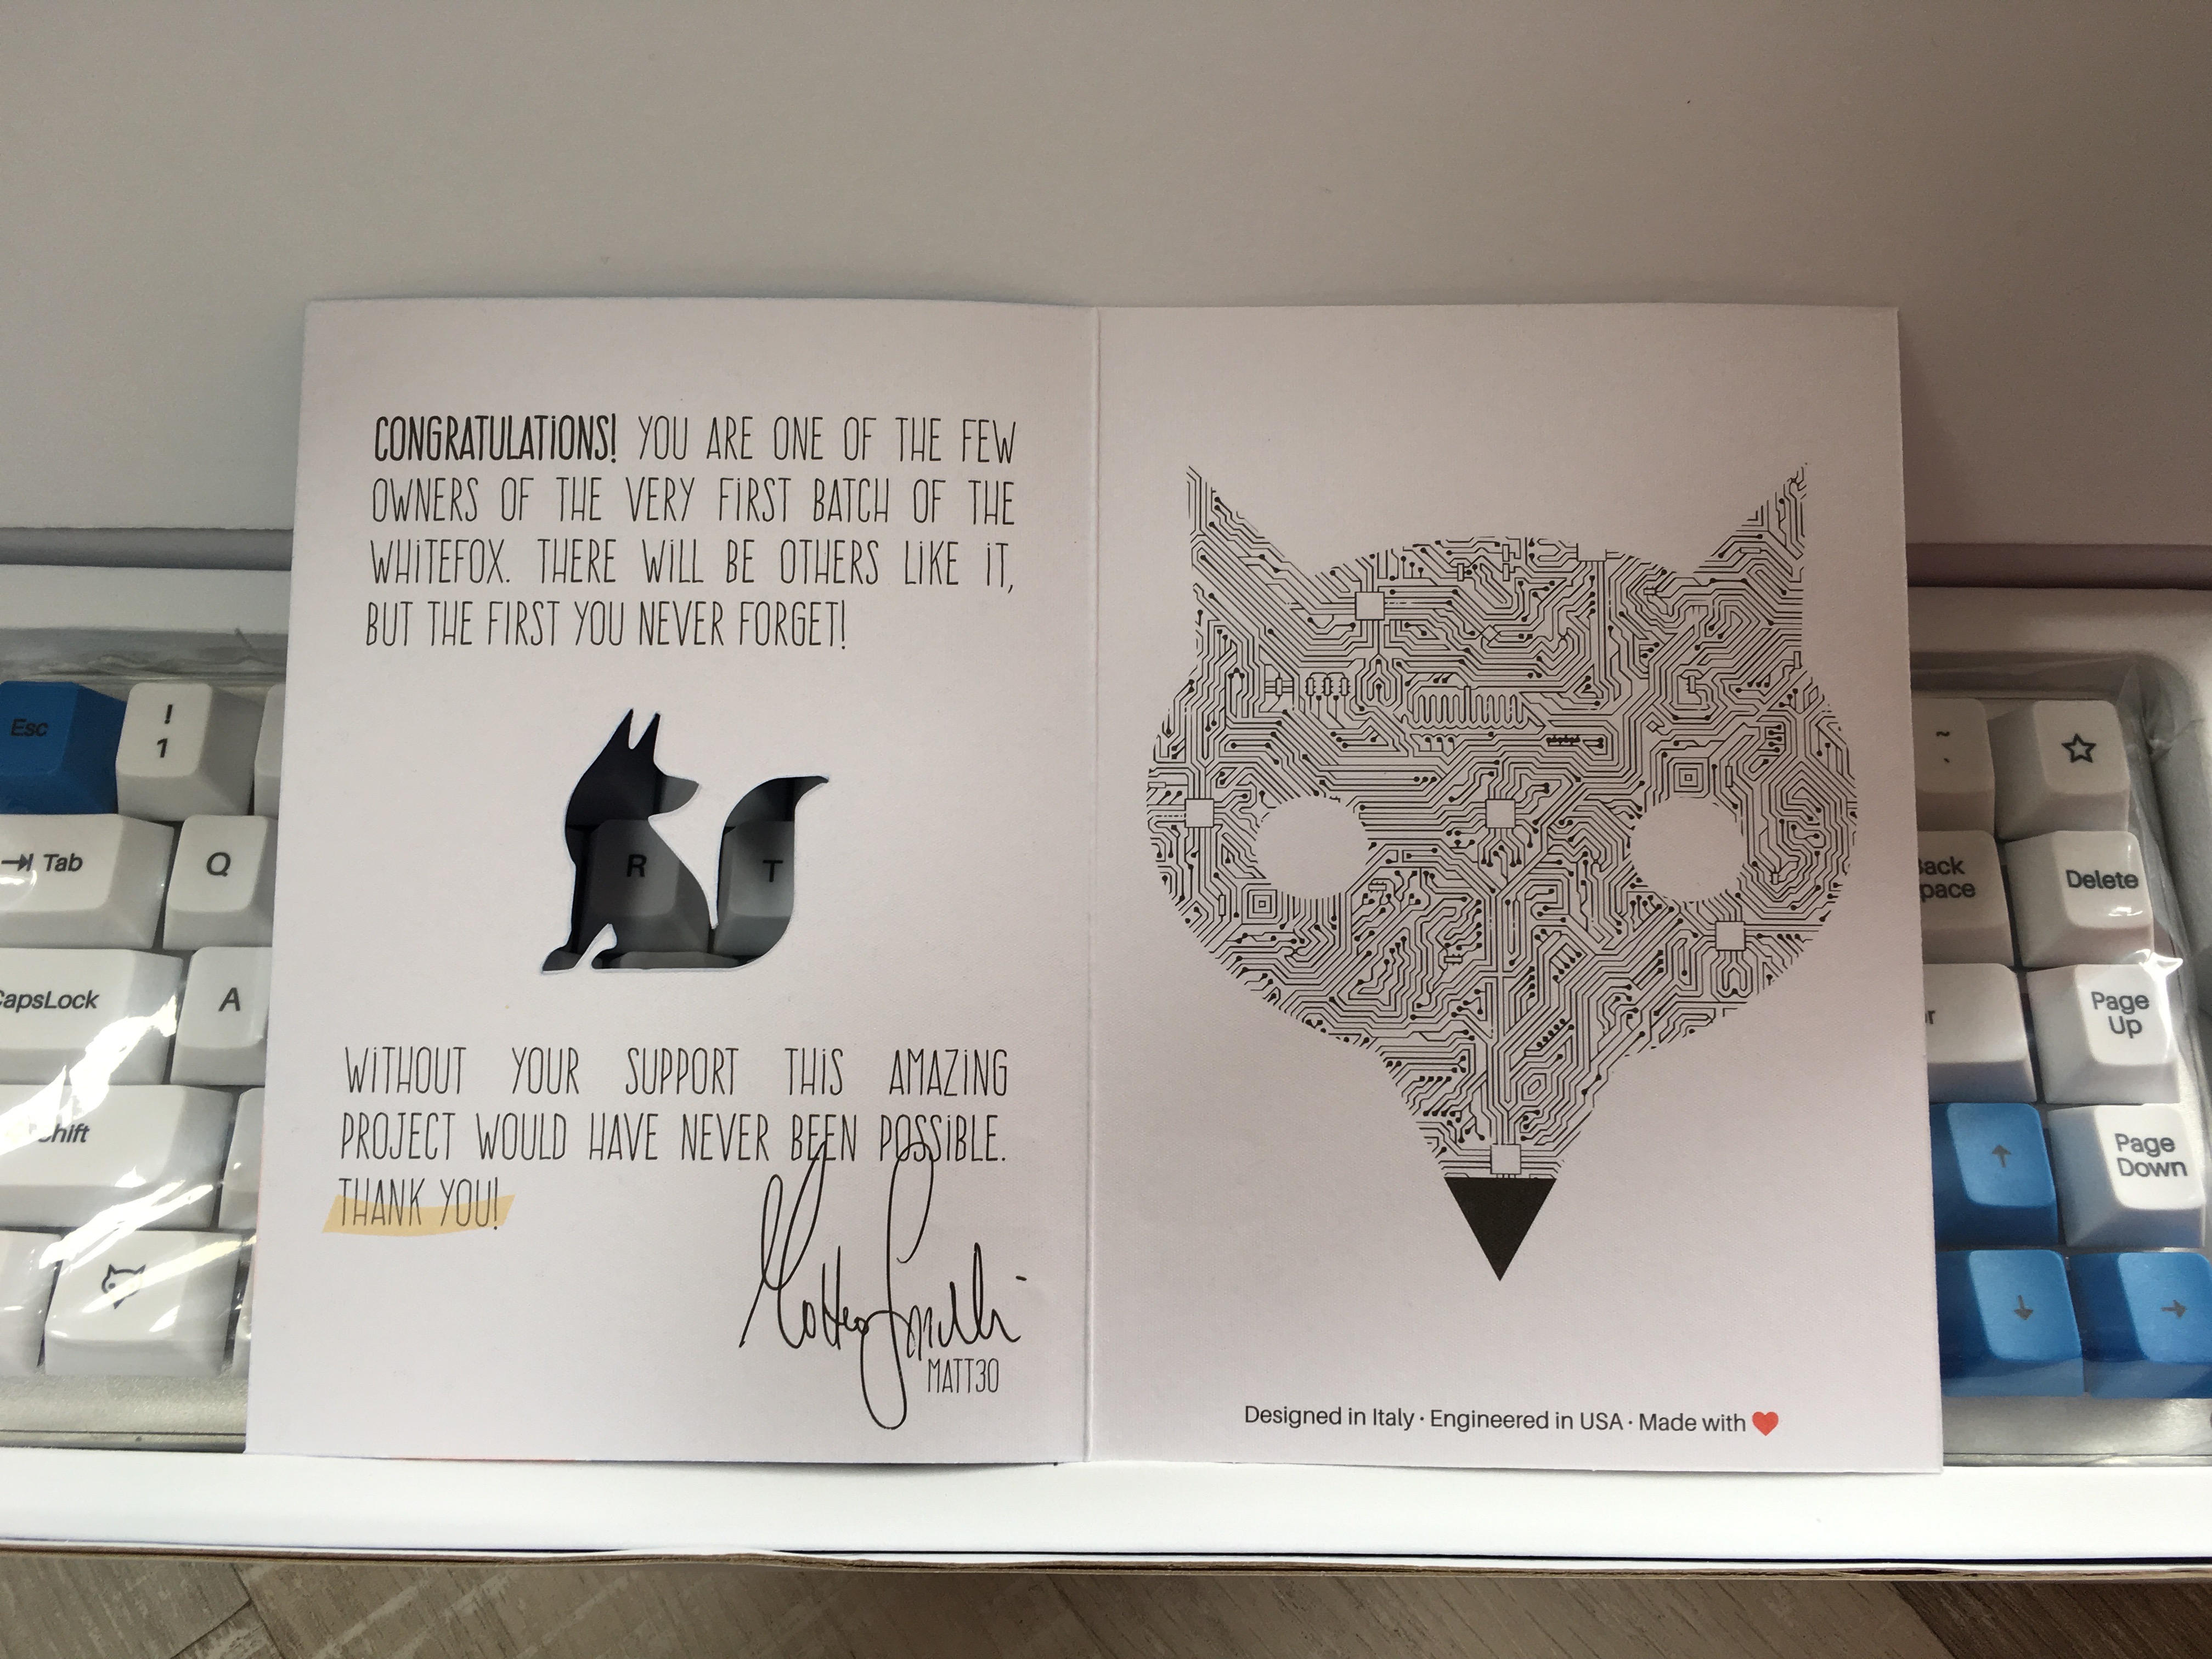 CONGRATULATIONS! YOU ARE ONE OF THE FEW
OWNERS OF THE VERY FIRST BATCH OF THE
WHITEFOX. THERE WILL BE OTHERS LIKE IT,
BUT THE FIRST YOU NEVER FORGET!
R T
WITHOUT YOUR SUPPORT THIS AMAZING
PROJECT WOULD HAVE NEVER BEEN POSSIBLE.
THANK YOU!
MATT30
Designed in Italy · Engineered in USA · Made with ❤
Esc
!
1
Tab
Q
CapsLock
A
Shift
~
Back
Space
Delete
Page
Up
Page
Down
↑
↓
→